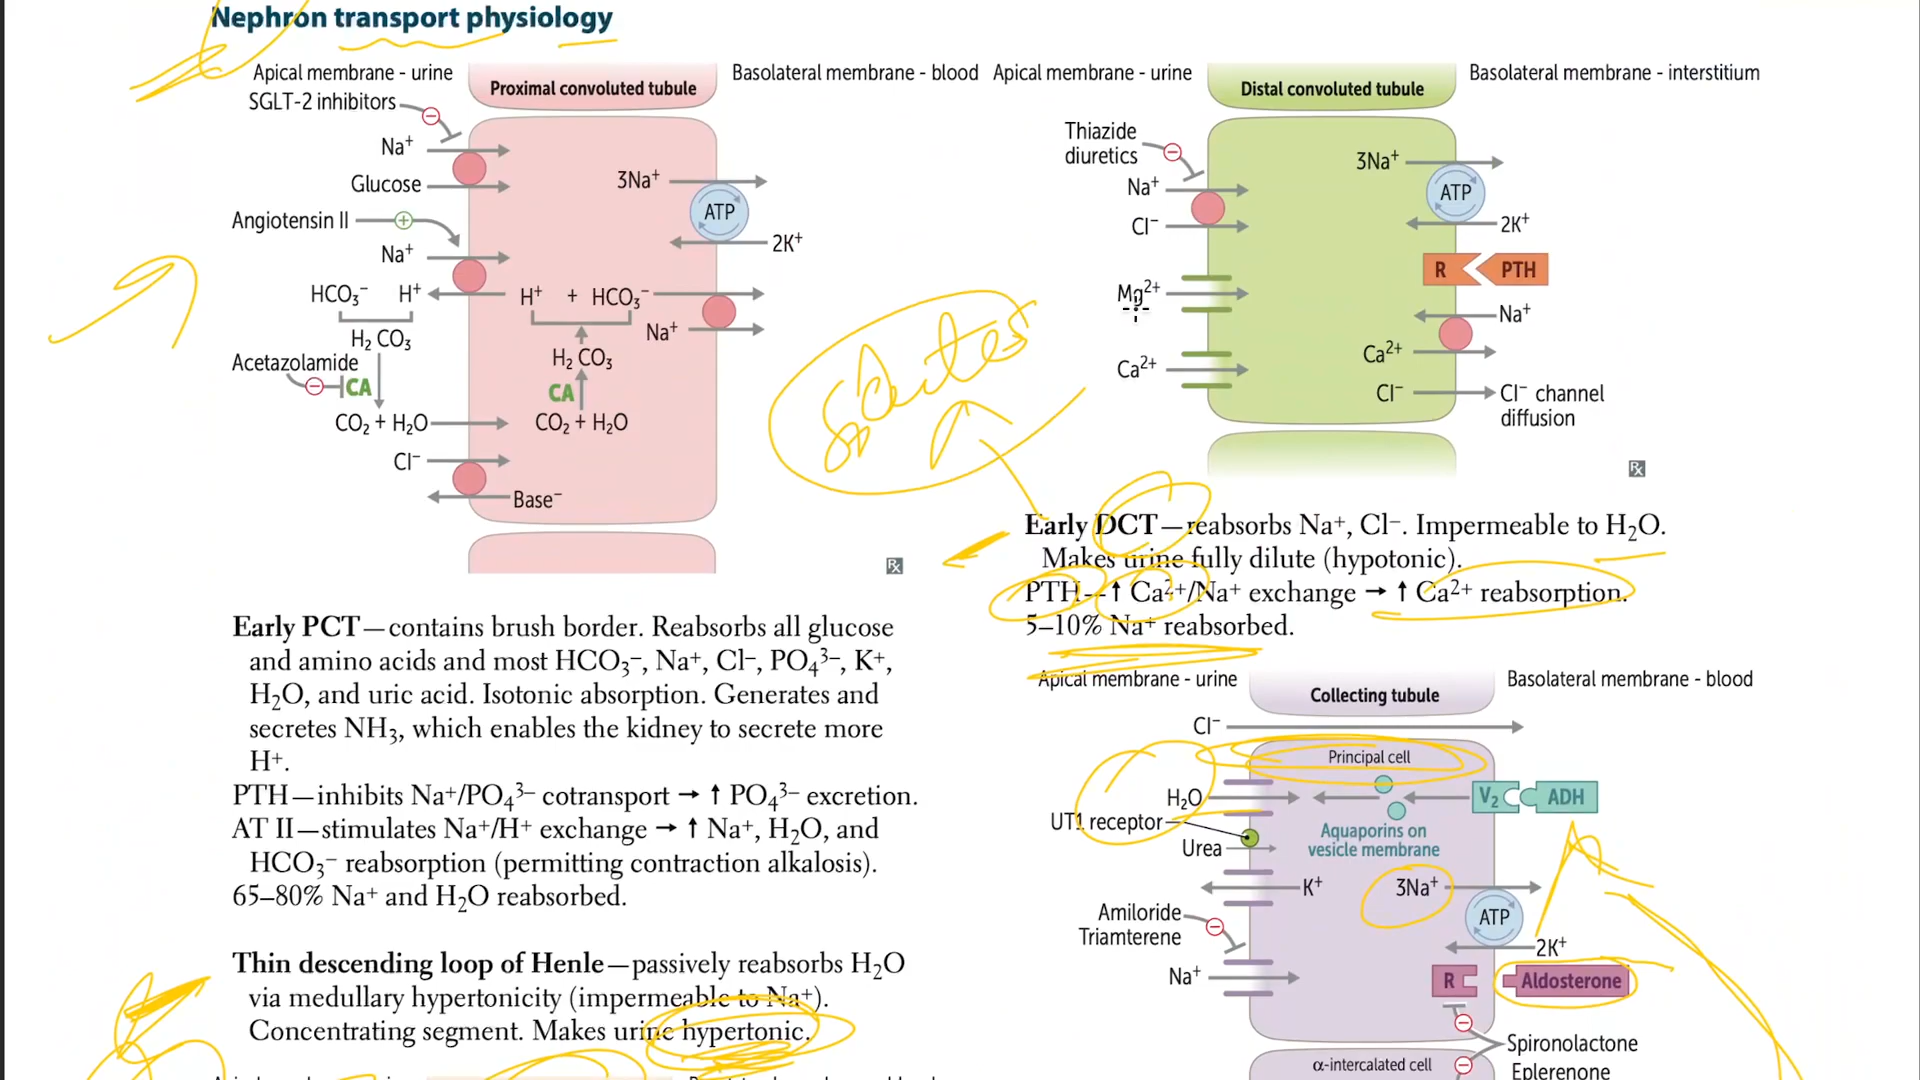 Nephron transport physiology
Apical membrane - urine
Proximal convoluted tubule
Basolateral membrane - blood
SGLT-2 inhibitors
Na⁺
Glucose
Angiotensin II
Na⁺
HCO₃⁻ H⁺
H₂CO₃
Acetazolamide
CA
CO₂ + H₂O
Cl⁻
3Na⁺
ATP
2K⁺
H⁺ + HCO₃⁻
Na⁺
H₂CO₃
CA
CO₂ + H₂O
Base⁻
Rx
Early PCT—contains brush border. Reabsorbs all glucose
and amino acids and most HCO₃⁻, Na⁺, Cl⁻, PO₄³⁻, K⁺,
H₂O, and uric acid. Isotonic absorption. Generates and
secretes NH₃, which enables the kidney to secrete more
H⁺.
PTH—inhibits Na⁺/PO₄³⁻ cotransport → ↑ PO₄³⁻ excretion.
AT II—stimulates Na⁺/H⁺ exchange → ↑ Na⁺, H₂O, and
HCO₃⁻ reabsorption (permitting contraction alkalosis).
65–80% Na⁺ and H₂O reabsorbed.
Thin descending loop of Henle—passively reabsorbs H₂O
via medullary hypertonicity (impermeable to Na⁺).
Concentrating segment. Makes urine hypertonic.
solutes
Apical membrane - urine
Distal convoluted tubule
Basolateral membrane - interstitium
Thiazide
diuretics
Na⁺
Cl⁻
Mg²⁺
Ca²⁺
3Na⁺
ATP
2K⁺
R PTH
Na⁺
Ca²⁺
Cl⁻
Cl⁻ channel
diffusion
Rx
Early DCT—reabsorbs Na⁺, Cl⁻. Impermeable to H₂O.
Makes urine fully dilute (hypotonic).
PTH—↑ Ca²⁺/Na⁺ exchange → ↑ Ca²⁺ reabsorption.
5–10% Na⁺ reabsorbed.
Apical membrane - urine
Collecting tubule
Basolateral membrane - blood
Cl⁻
Principal cell
H₂O
V₂ ADH
UT1 receptor
Aquaporins on
vesicle membrane
Urea
K⁺
3Na⁺
ATP
Amiloride
Triamterene
2K⁺
Na⁺
R Aldosterone
Spironolactone
α-intercalated cell
Eplerenone